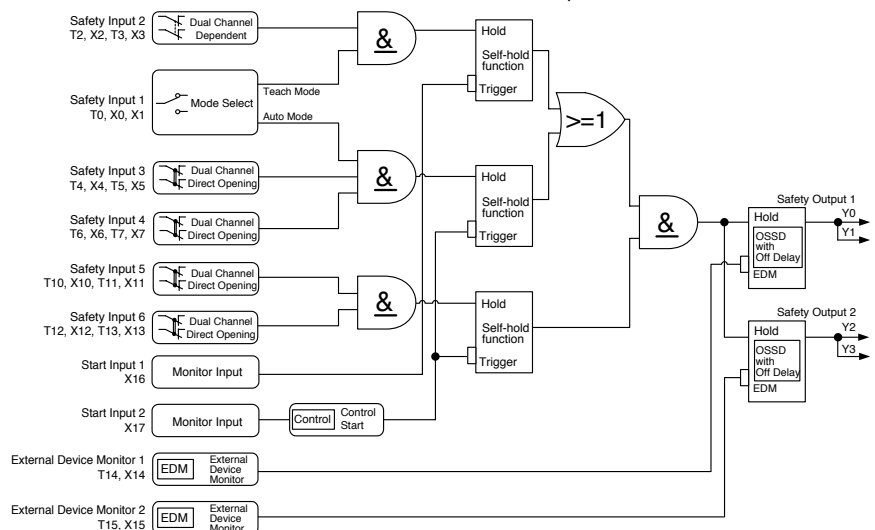 Safety Input 2
T2, X2, T3, X3
Dual Channel
Dependent
&
Hold
Self-hold
function
Trigger
Safety Input 1
T0, X0, X1
Mode Select
Teach Mode
Auto Mode
>=1
Safety Input 3
T4, X4, T5, X5
Dual Channel
Direct Opening
&
Hold
Self-hold
function
Trigger
Safety Input 4
T6, X6, T7, X7
Dual Channel
Direct Opening
&
Safety Output 1
Hold
OSSD
with
Off Delay
EDM
Y0
Y1
Safety Input 5
T10, X10, T11, X11
Dual Channel
Direct Opening
&
Hold
Self-hold
function
Trigger
Safety Input 6
T12, X12, T13, X13
Dual Channel
Direct Opening
Safety Output 2
Hold
OSSD
with
Off Delay
EDM
Y2
Y3
Start Input 1
X16
Monitor Input
Start Input 2
X17
Monitor Input
Control
Control
Start
External Device Monitor 1
T14, X14
EDM
External
Device
Monitor
External Device Monitor 2
T15, X15
EDM
External
Device
Monitor